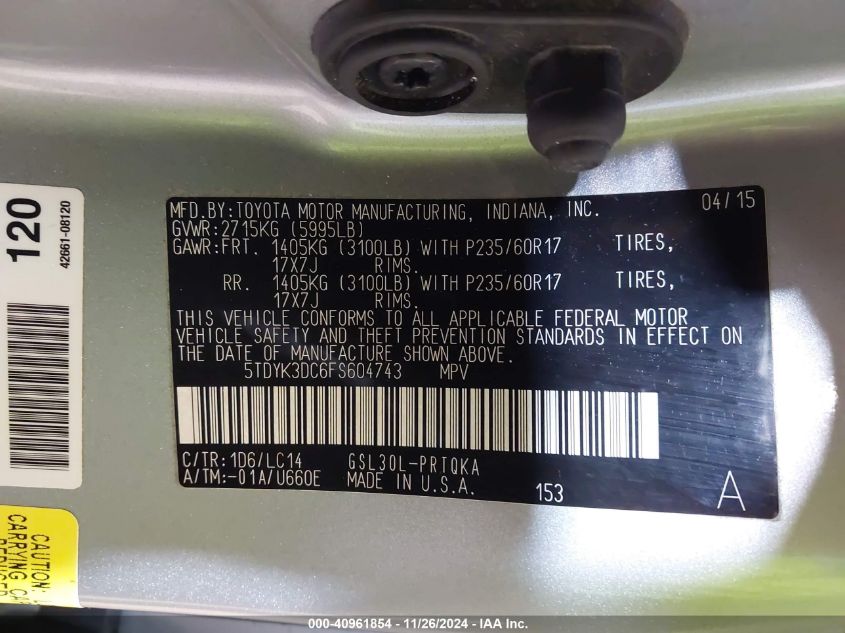 MFD.BY:TOYOTA MOTOR MANUFACTURING, INDIANA, INC. 04/15
GVWR:2715KG (5995LB)
GAWR:FRT. 1405KG (3100LB) WITH P235/60R17 TIRES,
17X7J RIMS.
RR. 1405KG (3100LB) WITH P235/60R17 TIRES,
17X7J RIMS.
THIS VEHICLE CONFORMS TO ALL APPLICABLE FEDERAL MOTOR
VEHICLE SAFETY AND THEFT PREVENTION STANDARDS IN EFFECT ON
THE DATE OF MANUFACTURE SHOWN ABOVE.
5TDYK3DC6FS604743 MPV
C/TR:1D6/LC14 GSL30L-PRTQKA
A/TM:-01A/U660E MADE IN U.S.A. 153 A
120
42661-08120
CAUTION:
CARRYING
000-40961854 - 11/26/2024 - IAA Inc.